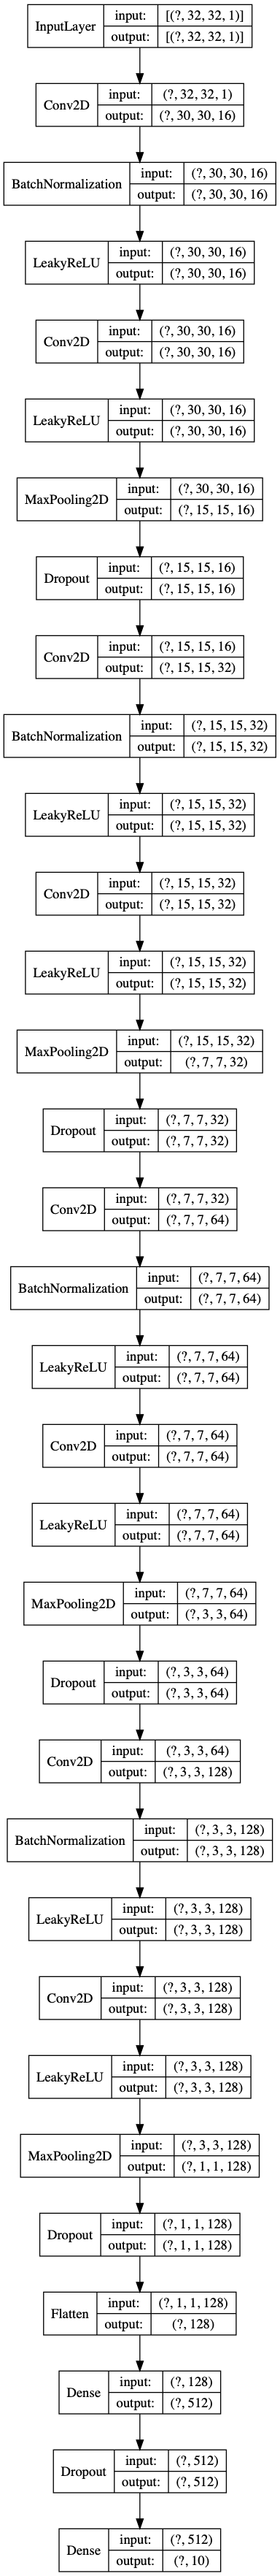 InputLayer input: [(?, 32, 32, 1)]
output: [(?, 32, 32, 1)]
Conv2D input: (?, 32, 32, 1)
output: (?, 30, 30, 16)
BatchNormalization input: (?, 30, 30, 16)
output: (?, 30, 30, 16)
LeakyReLU input: (?, 30, 30, 16)
output: (?, 30, 30, 16)
Conv2D input: (?, 30, 30, 16)
output: (?, 30, 30, 16)
LeakyReLU input: (?, 30, 30, 16)
output: (?, 30, 30, 16)
MaxPooling2D input: (?, 30, 30, 16)
output: (?, 15, 15, 16)
Dropout input: (?, 15, 15, 16)
output: (?, 15, 15, 16)
Conv2D input: (?, 15, 15, 16)
output: (?, 15, 15, 32)
BatchNormalization input: (?, 15, 15, 32)
output: (?, 15, 15, 32)
LeakyReLU input: (?, 15, 15, 32)
output: (?, 15, 15, 32)
Conv2D input: (?, 15, 15, 32)
output: (?, 15, 15, 32)
LeakyReLU input: (?, 15, 15, 32)
output: (?, 15, 15, 32)
MaxPooling2D input: (?, 15, 15, 32)
output: (?, 7, 7, 32)
Dropout input: (?, 7, 7, 32)
output: (?, 7, 7, 32)
Conv2D input: (?, 7, 7, 32)
output: (?, 7, 7, 64)
BatchNormalization input: (?, 7, 7, 64)
output: (?, 7, 7, 64)
LeakyReLU input: (?, 7, 7, 64)
output: (?, 7, 7, 64)
Conv2D input: (?, 7, 7, 64)
output: (?, 7, 7, 64)
LeakyReLU input: (?, 7, 7, 64)
output: (?, 7, 7, 64)
MaxPooling2D input: (?, 7, 7, 64)
output: (?, 3, 3, 64)
Dropout input: (?, 3, 3, 64)
output: (?, 3, 3, 64)
Conv2D input: (?, 3, 3, 64)
output: (?, 3, 3, 128)
BatchNormalization input: (?, 3, 3, 128)
output: (?, 3, 3, 128)
LeakyReLU input: (?, 3, 3, 128)
output: (?, 3, 3, 128)
Conv2D input: (?, 3, 3, 128)
output: (?, 3, 3, 128)
LeakyReLU input: (?, 3, 3, 128)
output: (?, 3, 3, 128)
MaxPooling2D input: (?, 3, 3, 128)
output: (?, 1, 1, 128)
Dropout input: (?, 1, 1, 128)
output: (?, 1, 1, 128)
Flatten input: (?, 1, 1, 128)
output: (?, 128)
Dense input: (?, 128)
output: (?, 512)
Dropout input: (?, 512)
output: (?, 512)
Dense input: (?, 512)
output: (?, 10)